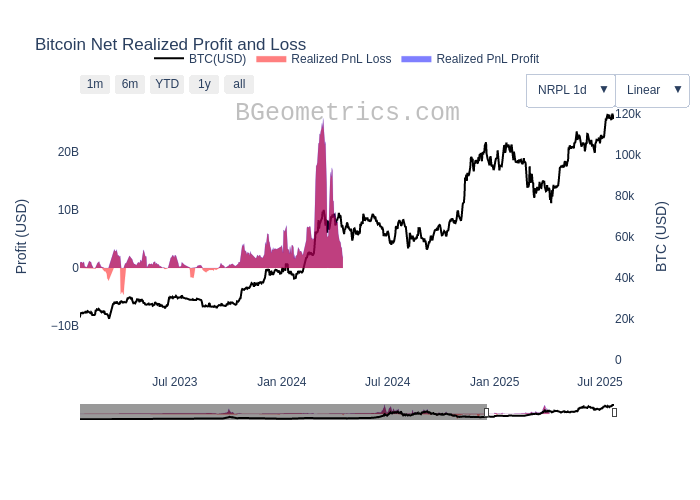 Bitcoin Net Realized Profit and Loss
BTC(USD) Realized PnL Loss Realized PnL Profit
1m 6m YTD 1y all
NRPL 1d ▼ Linear ▼
BGeometrics.com
20B
10B
0
−10B
Profit (USD)
120k
100k
80k
60k
40k
20k
0
BTC (USD)
Jul 2023 Jan 2024 Jul 2024 Jan 2025 Jul 2025